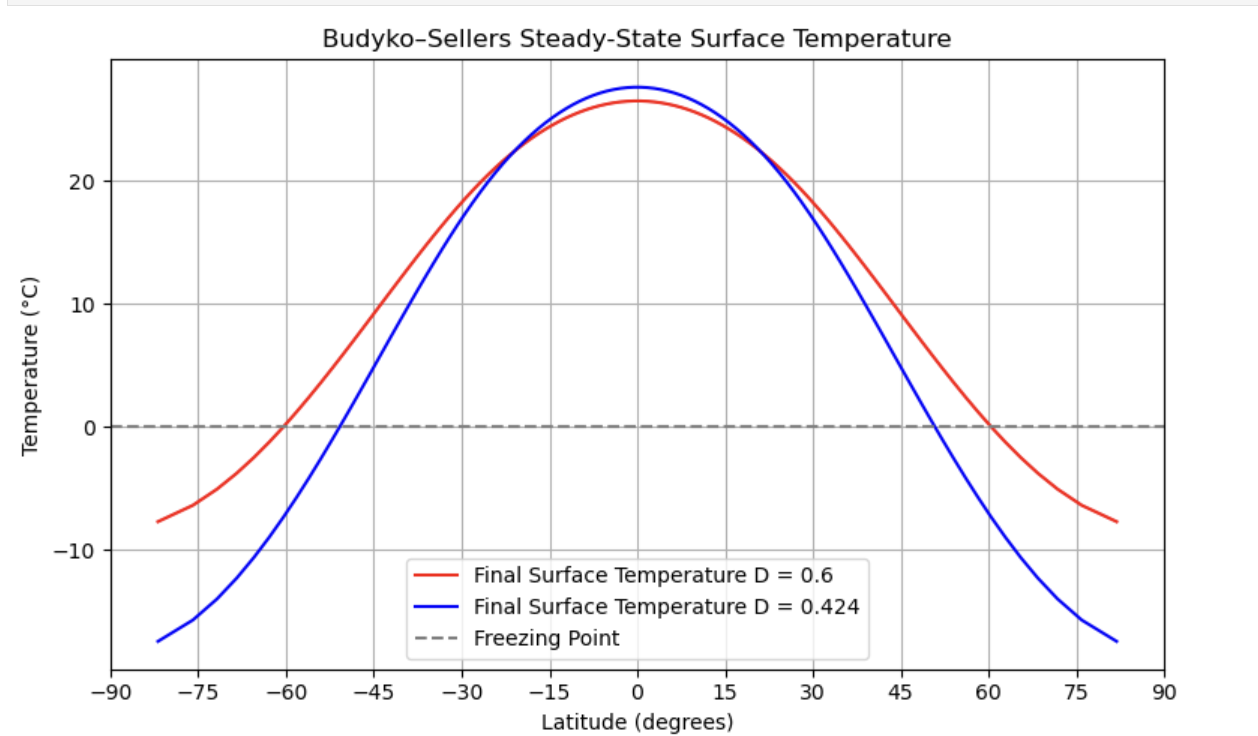 Budyko–Sellers Steady-State Surface Temperature
Temperature (°C)
20
10
0
−10
Final Surface Temperature D = 0.6
Final Surface Temperature D = 0.424
Freezing Point
−90 −75 −60 −45 −30 −15 0 15 30 45 60 75 90
Latitude (degrees)